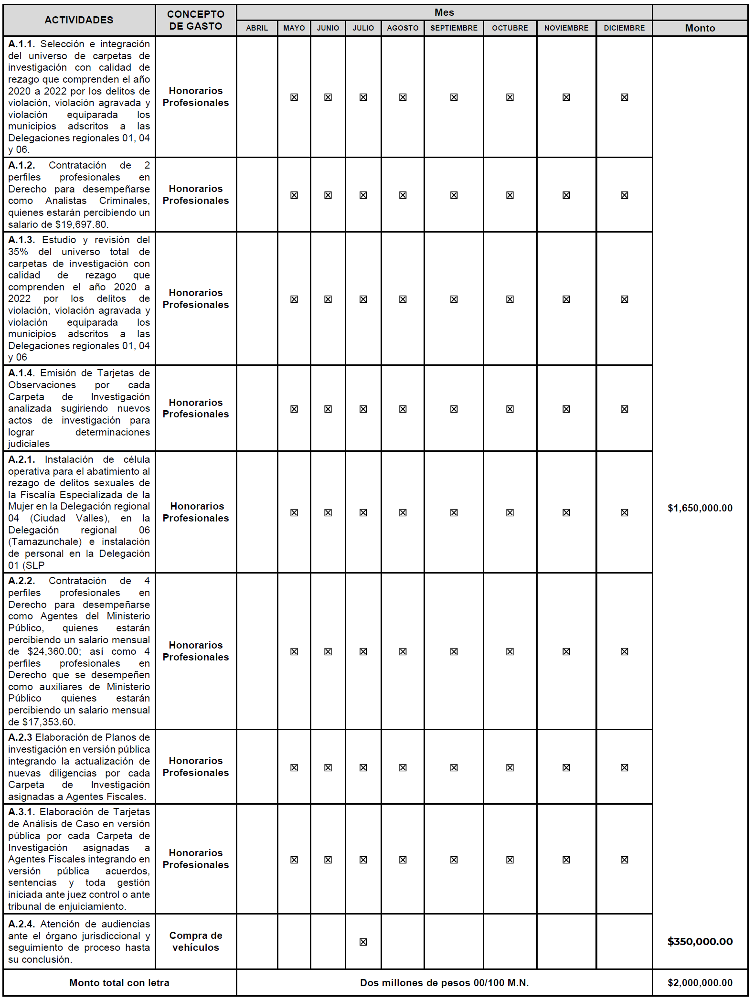 ACTIVIDADES
CONCEPTO
DE GASTO
Mes
ABRIL MAYO JUNIO JULIO AGOSTO SEPTIEMBRE OCTUBRE NOVIEMBRE DICIEMBRE Monto
A.1.1. Selección e integración
del universo de carpetas de
investigación con calidad de
rezago que comprenden el año
2020 a 2022 por los delitos de
violación, violación agravada y
violación equiparada los
municipios adscritos a las
Delegaciones regionales 01, 04
y 06.
Honorarios
Profesionales
☒ ☒ ☒ ☒ ☒ ☒ ☒ ☒
A.1.2. Contratación de 2
perfiles profesionales en
Derecho para desempeñarse
como Analistas Criminales,
quienes estarán percibiendo un
salario de $19,697.80.
Honorarios
Profesionales
☒ ☒ ☒ ☒ ☒ ☒ ☒ ☒
A.1.3. Estudio y revisión del
35% del universo total de
carpetas de investigación con
calidad de rezago que
comprenden el año 2020 a
2022 por los delitos de
violación, violación agravada y
violación equiparada los
municipios adscritos a las
Delegaciones regionales 01, 04
y 06
Honorarios
Profesionales
☒ ☒ ☒ ☒ ☒ ☒ ☒ ☒
A.1.4. Emisión de Tarjetas de
Observaciones por cada
Carpeta de Investigación
analizada sugiriendo nuevos
actos de investigación para
lograr determinaciones
judiciales
Honorarios
Profesionales
☒ ☒ ☒ ☒ ☒ ☒ ☒ ☒
A.2.1. Instalación de célula
operativa para el abatimiento al
rezago de delitos sexuales de
la Fiscalía Especializada de la
Mujer en la Delegación regional
04 (Ciudad Valles), en la
Delegación regional 06
(Tamazunchale) e instalación
de personal en la Delegación
01 (SLP
Honorarios
Profesionales
☒ ☒ ☒ ☒ ☒ ☒ ☒ ☒
$1,650,000.00
A.2.2. Contratación de 4
perfiles profesionales en
Derecho para desempeñarse
como Agentes del Ministerio
Público, quienes estarán
percibiendo un salario mensual
de $24,360.00; así como 4
perfiles profesionales en
Derecho que se desempeñen
como auxiliares de Ministerio
Público quienes estarán
percibiendo un salario mensual
de $17,353.60.
Honorarios
Profesionales
☒ ☒ ☒ ☒ ☒ ☒ ☒ ☒
A.2.3 Elaboración de Planos de
investigación en versión pública
integrando la actualización de
nuevas diligencias por cada
Carpeta de Investigación
asignadas a Agentes Fiscales.
Honorarios
Profesionales
☒ ☒ ☒ ☒ ☒ ☒ ☒ ☒
A.3.1. Elaboración de Tarjetas
de Análisis de Caso en versión
pública por cada Carpeta de
Investigación asignadas a
Agentes Fiscales integrando en
versión pública acuerdos,
sentencias y toda gestión
iniciada ante juez control o ante
tribunal de enjuiciamiento.
Honorarios
Profesionales
☒ ☒ ☒ ☒ ☒ ☒ ☒ ☒
A.2.4. Atención de audiencias
ante el órgano jurisdiccional y
seguimiento de proceso hasta
su conclusión.
Compra de
vehículos
☒
$350,000.00
Monto total con letra
Dos millones de pesos 00/100 M.N.
$2,000,000.00